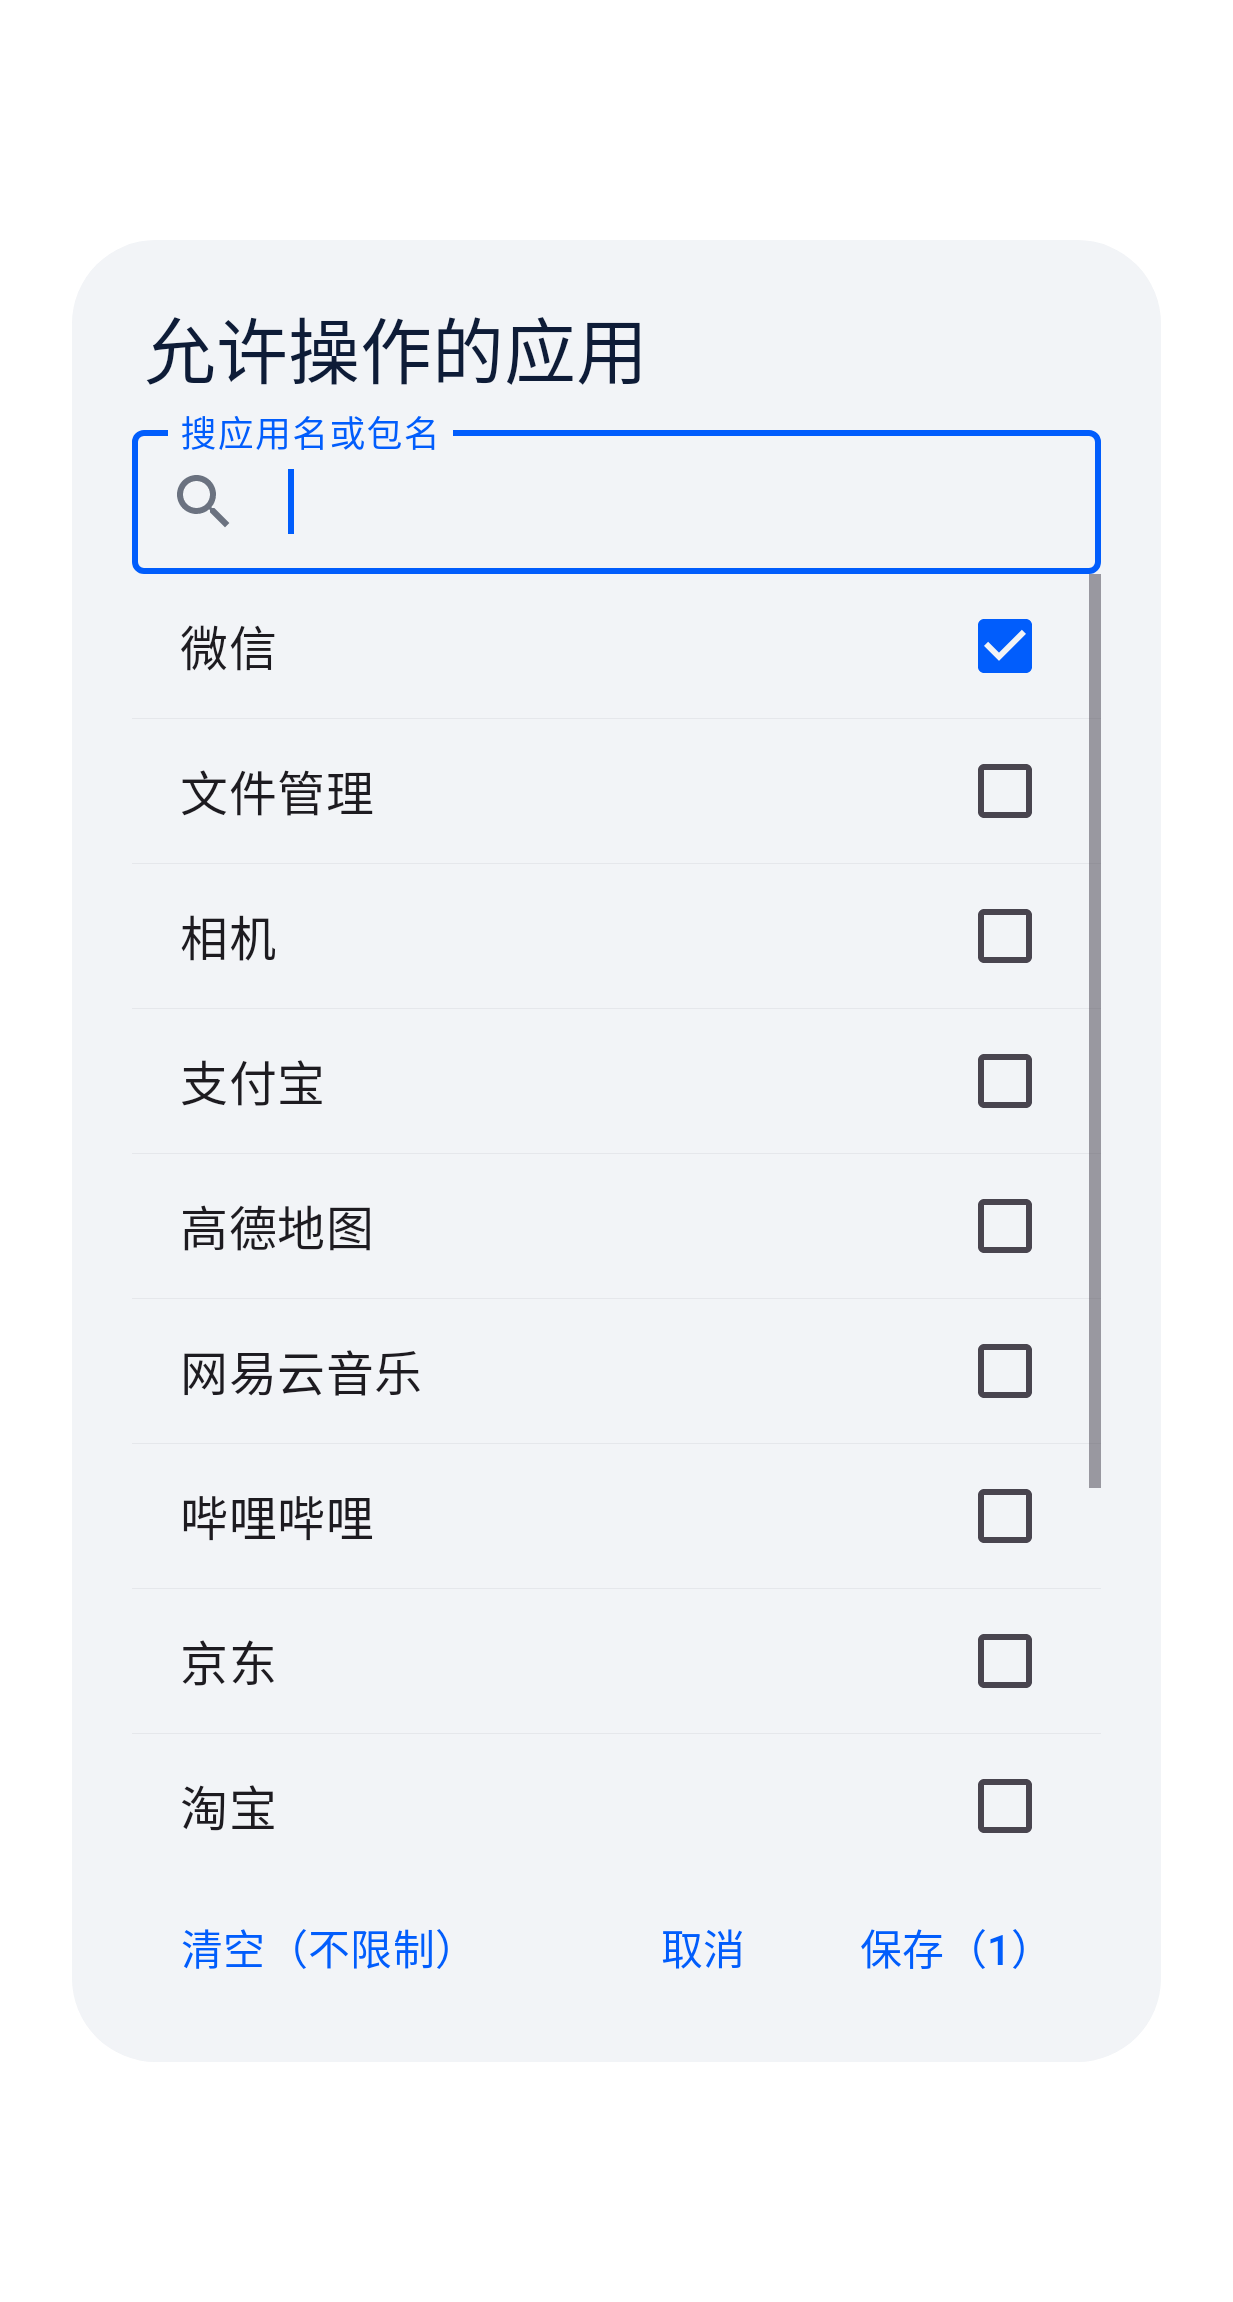 允许操作的应用
搜应用名或包名
微信
文件管理
相机
支付宝
高德地图
网易云音乐
哔哩哔哩
京东
淘宝
清空（不限制） 取消 保存（1）